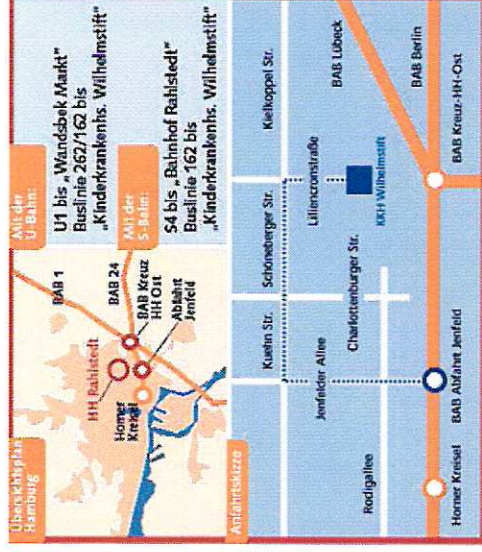 Übersichtsplan
Hamburg
BAB 1
BAB 24
HH Rahlstedt
BAB Kreuz
HH Ost
Abfahrt
Jenfeld
Horner
Kreisel
Mit der
U-Bahn:
U1 bis „Wandsbek Markt"
Buslinie 262/162 bis
„Kinderkrankenhs. Wilhelmstift"
Mit der
S-Bahn:
S4 bis „Bahnhof Rahlstedt"
Buslinie 162 bis
„Kinderkrankenhs. Wilhelmstift"
Anfahrtskizze
Kuehn Str.
Schöneberger Str.
Kielkoppel Str.
BAB Lübeck
Rodigallee
Jenfelder Allee
Charlottenburger Str.
Liliencronstraße
KKH Wilhelmstift
BAB Berlin
Horner Kreisel
BAB Abfahrt Jenfeld
BAB Kreuz-HH-Ost